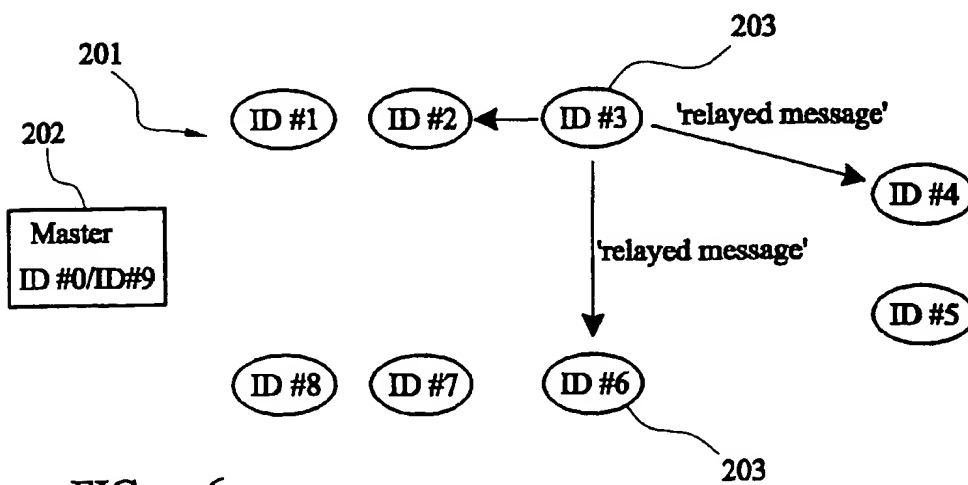 203
201
ID #1
ID #2
ID #3
'relayed message'
202
ID #4
Master
ID #0/ID#9
'relayed message'
ID #5
ID #8
ID #7
ID #6
203